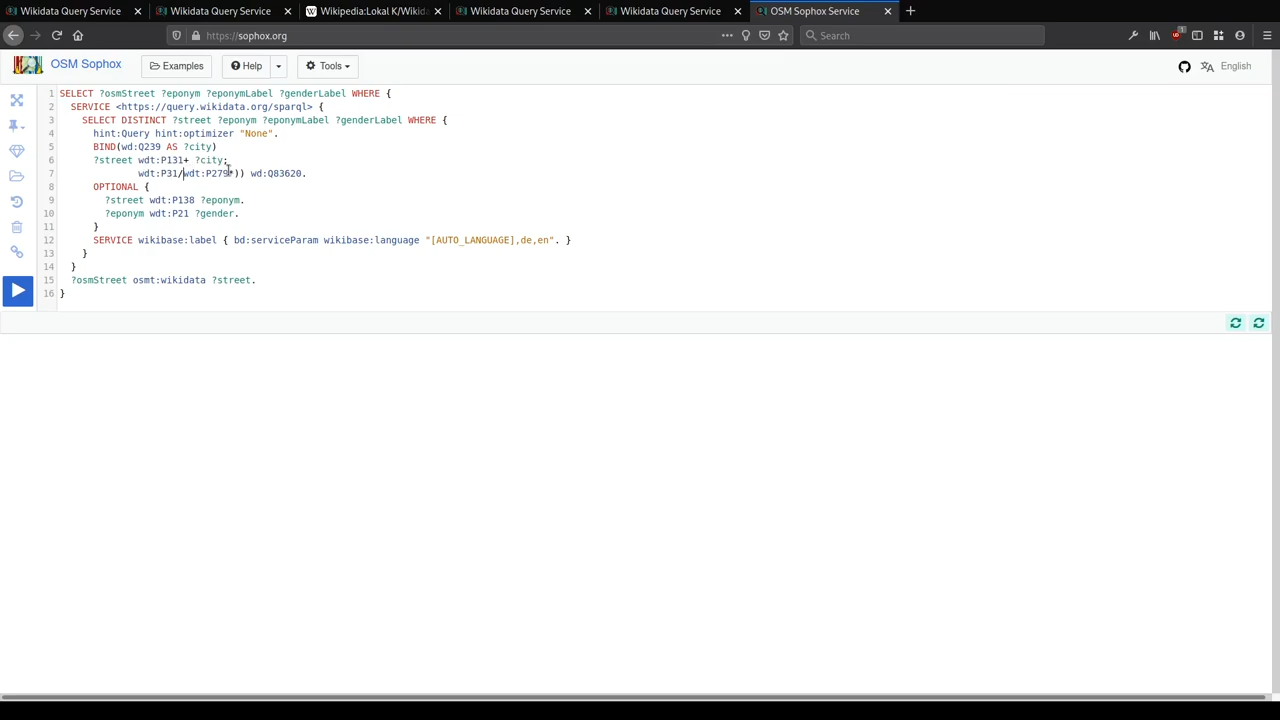 Wikidata Query Service Wikidata Query Service Wikipedia:Lokal K/Wikida Wikidata Query Service Wikidata Query Service OSM Sophox Service
https://sophox.org Search 1
OSM Sophox Examples Help Tools English
1 SELECT ?osmStreet ?eponym ?eponymLabel ?genderLabel WHERE {
2 SERVICE <https://query.wikidata.org/sparql> {
3 SELECT DISTINCT ?street ?eponym ?eponymLabel ?genderLabel WHERE {
4 hint:Query hint:optimizer "None".
5 BIND(wd:Q239 AS ?city)
6 ?street wdt:P131+ ?city;
7 wdt:P31/wdt:P279*)) wd:Q83620.
8 OPTIONAL {
9 ?street wdt:P138 ?eponym.
10 ?eponym wdt:P21 ?gender.
11 }
12 SERVICE wikibase:label { bd:serviceParam wikibase:language "[AUTO_LANGUAGE],de,en". }
13 }
14 }
15 ?osmStreet osmt:wikidata ?street.
16 }